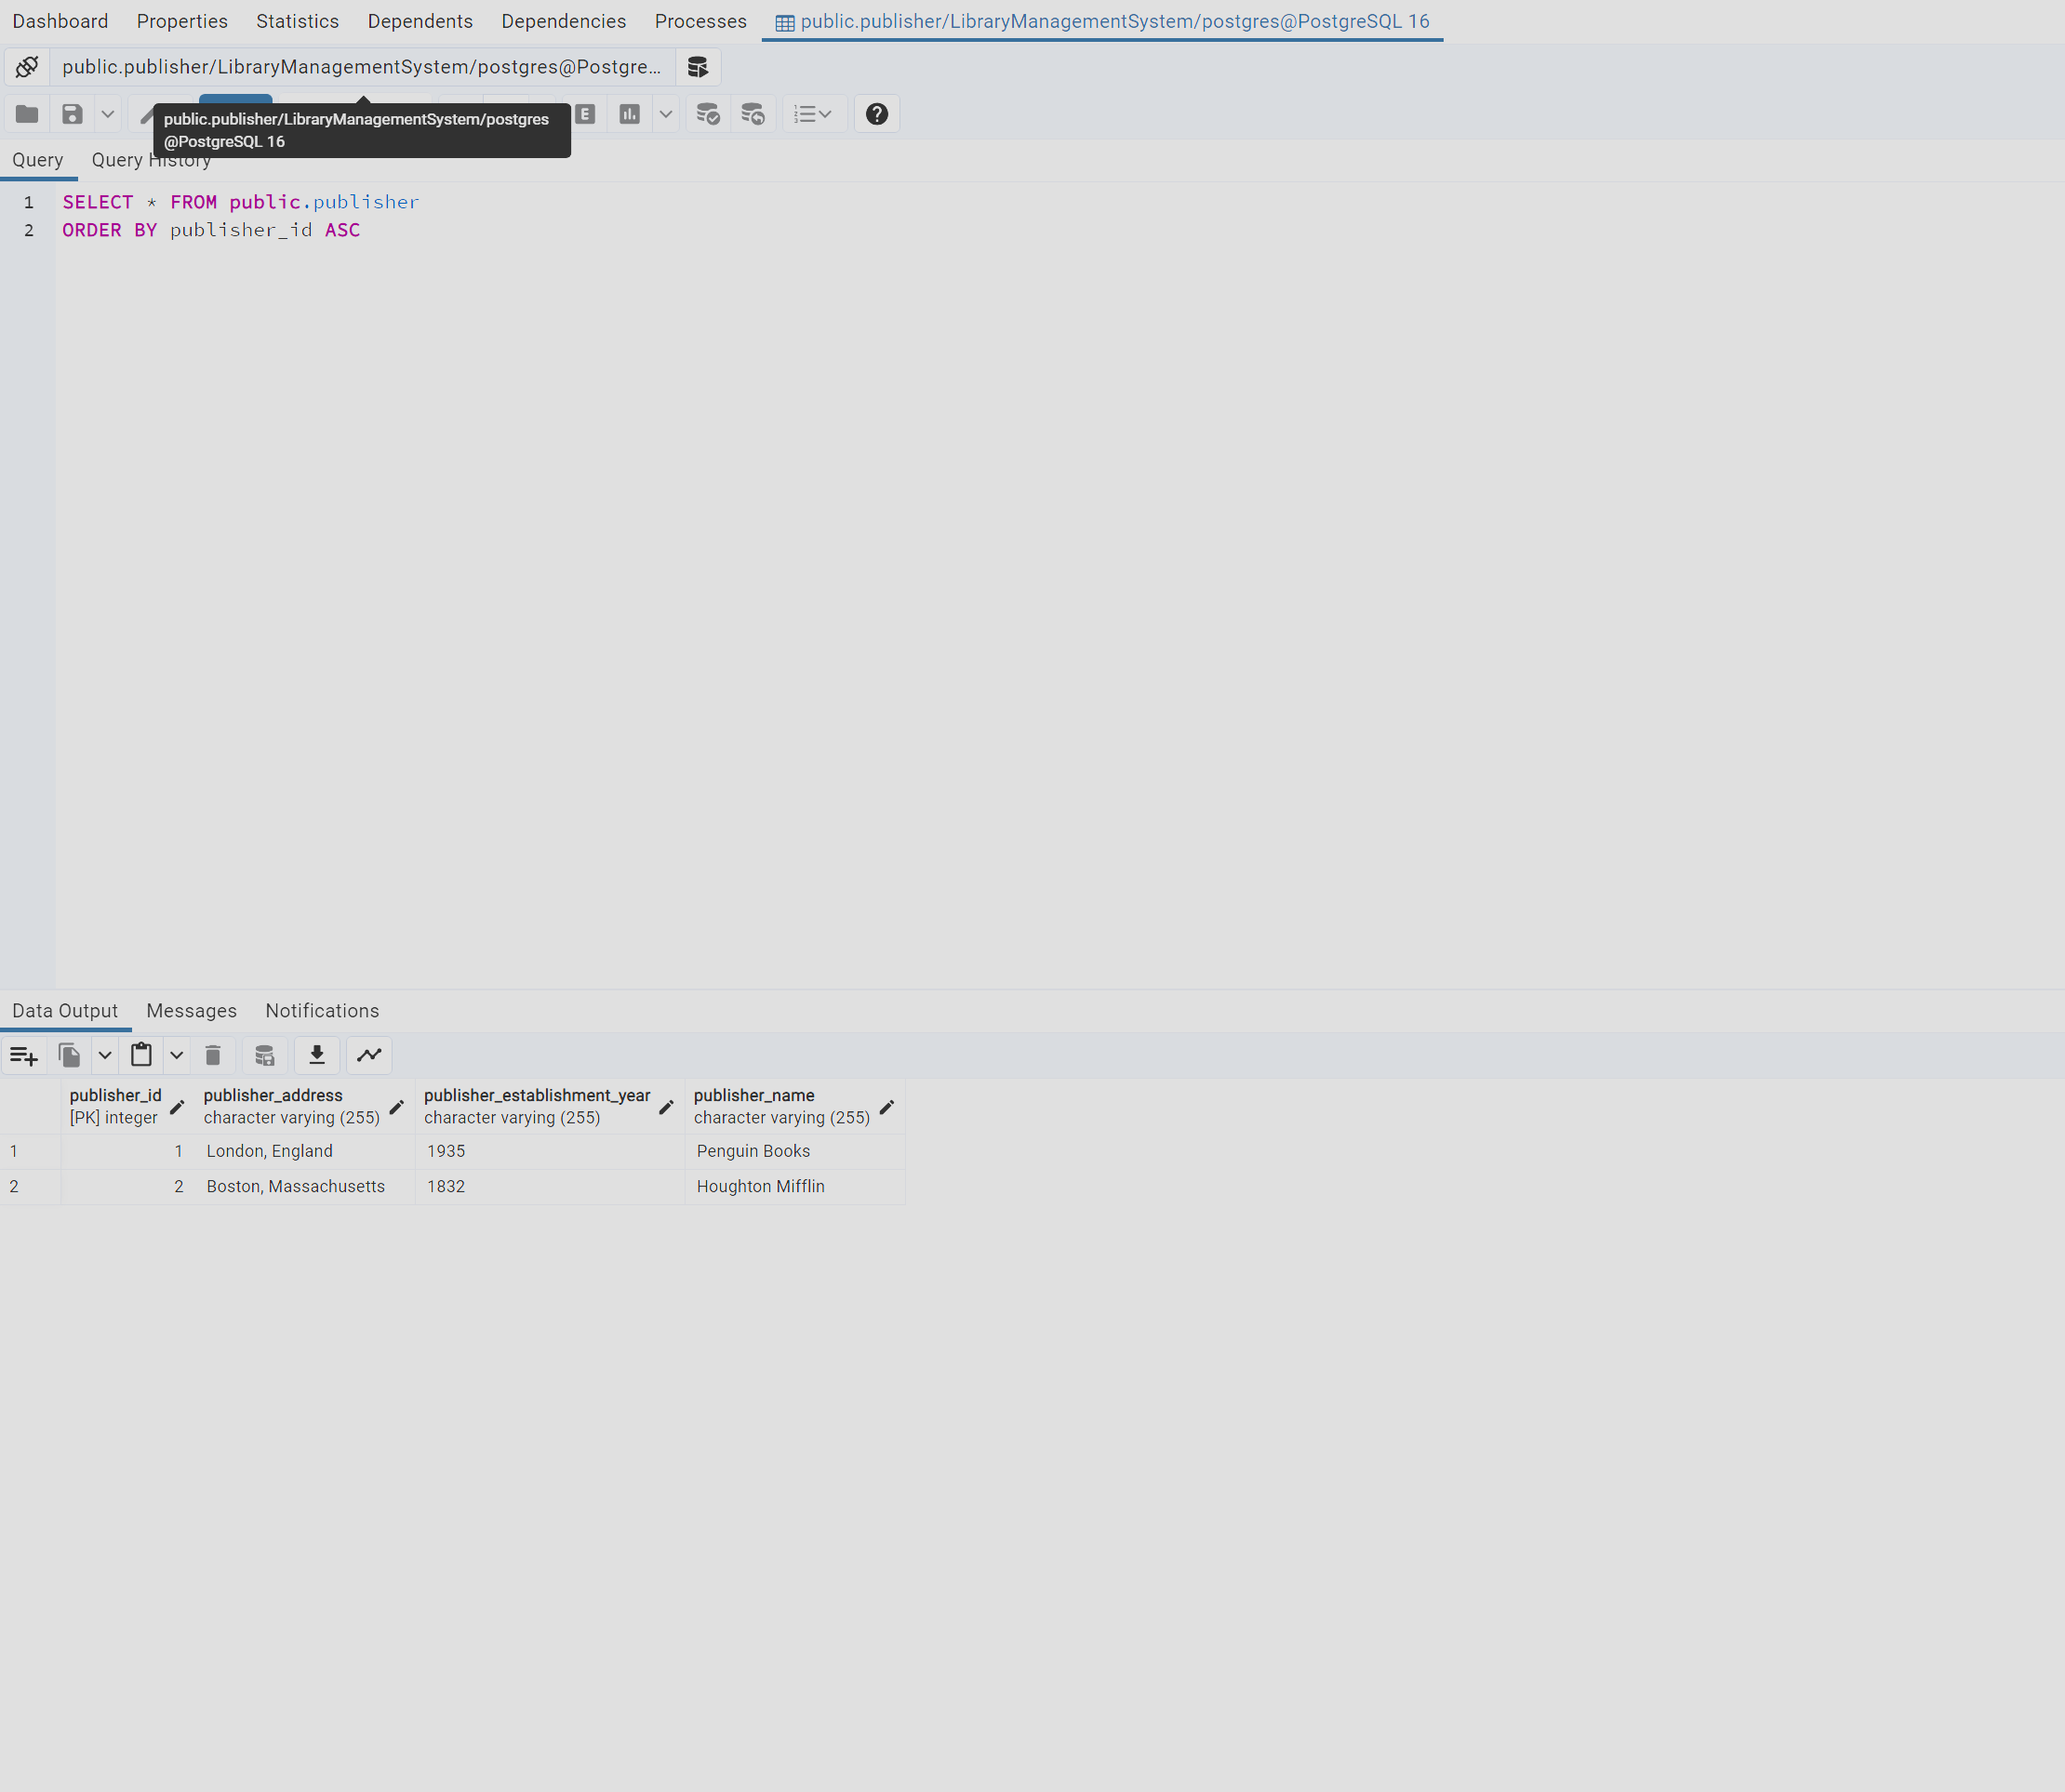 Dashboard Properties Statistics Dependents Dependencies Processes public.publisher/LibraryManagementSystem/postgres@PostgreSQL 16
public.publisher/LibraryManagementSystem/postgres@Postgre...
public.publisher/LibraryManagementSystem/postgres
@PostgreSQL 16
E
Query Query History
1 SELECT * FROM public.publisher
2 ORDER BY publisher_id ASC
Data Output Messages Notifications
publisher_id publisher_address publisher_establishment_year publisher_name
[PK] integer character varying (255) character varying (255) character varying (255)
1 1 London, England 1935 Penguin Books
2 2 Boston, Massachusetts 1832 Houghton Mifflin